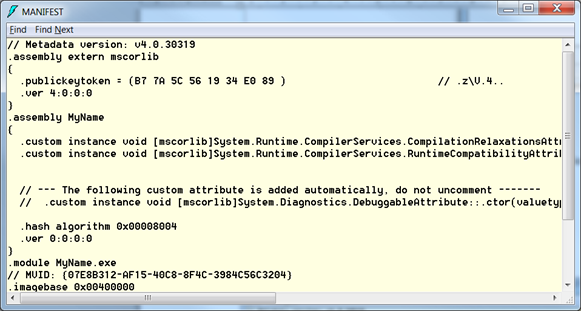 MANIFEST
Find Find Next
// Metadata version: v4.0.30319
.assembly extern mscorlib
{
  .publickeytoken = (B7 7A 5C 56 19 34 E0 89 )                         // .z\V.4..
  .ver 4:0:0:0
}
.assembly MyName
{
  .custom instance void [mscorlib]System.Runtime.CompilerServices.CompilationRelaxationsAttr
  .custom instance void [mscorlib]System.Runtime.CompilerServices.RuntimeCompatibilityAttrib
  // --- The following custom attribute is added automatically, do not uncomment -------
  //  .custom instance void [mscorlib]System.Diagnostics.DebuggableAttribute::.ctor(valuetyp
  .hash algorithm 0x00008004
  .ver 0:0:0:0
}
.module MyName.exe
// MVID: {07E8B312-AF15-40C8-8F4C-3984C56C3204}
.imagebase 0x00400000